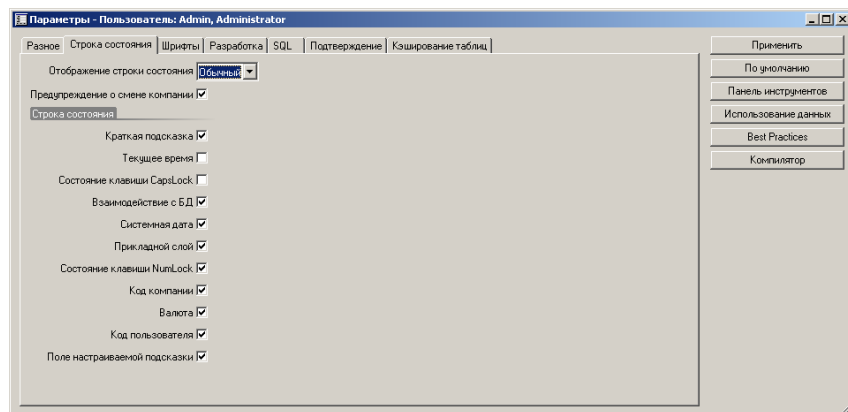 Параметры - Пользователь: Admin, Administrator
Разное Строка состояния Шрифты Разработка SQL Подтверждение Кэширование таблиц
Отображение строки состояния Обычный
Предупреждение о смене компании
Строка состояния
Краткая подсказка
Текущее время
Состояние клавиши CapsLock
Взаимодействие с БД
Системная дата
Прикладной слой
Состояние клавиши NumLock
Код компании
Валюта
Код пользователя
Поле настраиваемой подсказки
Применить
По умолчанию
Панель инструментов
Использование данных
Best Practices
Компилятор